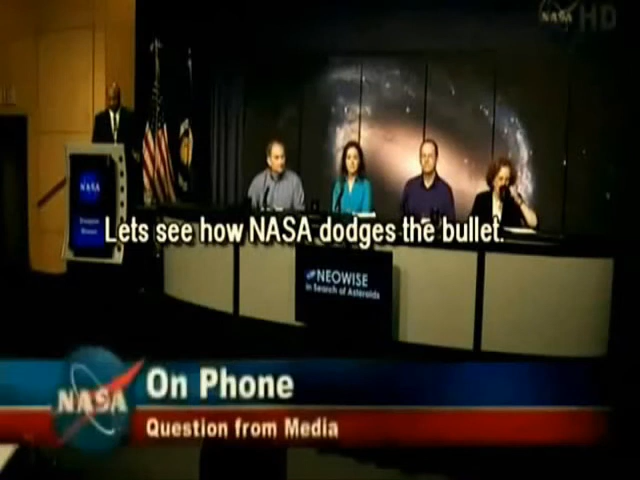 NASA HD
NASA
Lets see how NASA dodges the bullet.
NEOWISE
In Search of Asteroids
NASA
On Phone
Question from Media